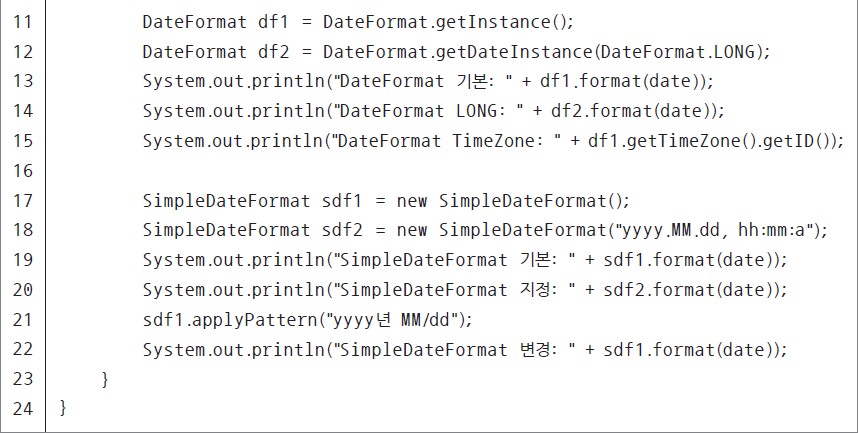 11 DateFormat df1 = DateFormat.getInstance();
12 DateFormat df2 = DateFormat.getDateInstance(DateFormat.LONG);
13 System.out.println("DateFormat 기본: " + df1.format(date));
14 System.out.println("DateFormat LONG: " + df2.format(date));
15 System.out.println("DateFormat TimeZone: " + df1.getTimeZone().getID());
16
17 SimpleDateFormat sdf1 = new SimpleDateFormat();
18 SimpleDateFormat sdf2 = new SimpleDateFormat("yyyy.MM.dd, hh:mm:a");
19 System.out.println("SimpleDateFormat 기본: " + sdf1.format(date));
20 System.out.println("SimpleDateFormat 지정: " + sdf2.format(date));
21 sdf1.applyPattern("yyyy년 MM/dd");
22 System.out.println("SimpleDateFormat 변경: " + sdf1.format(date));
23 }
24 }